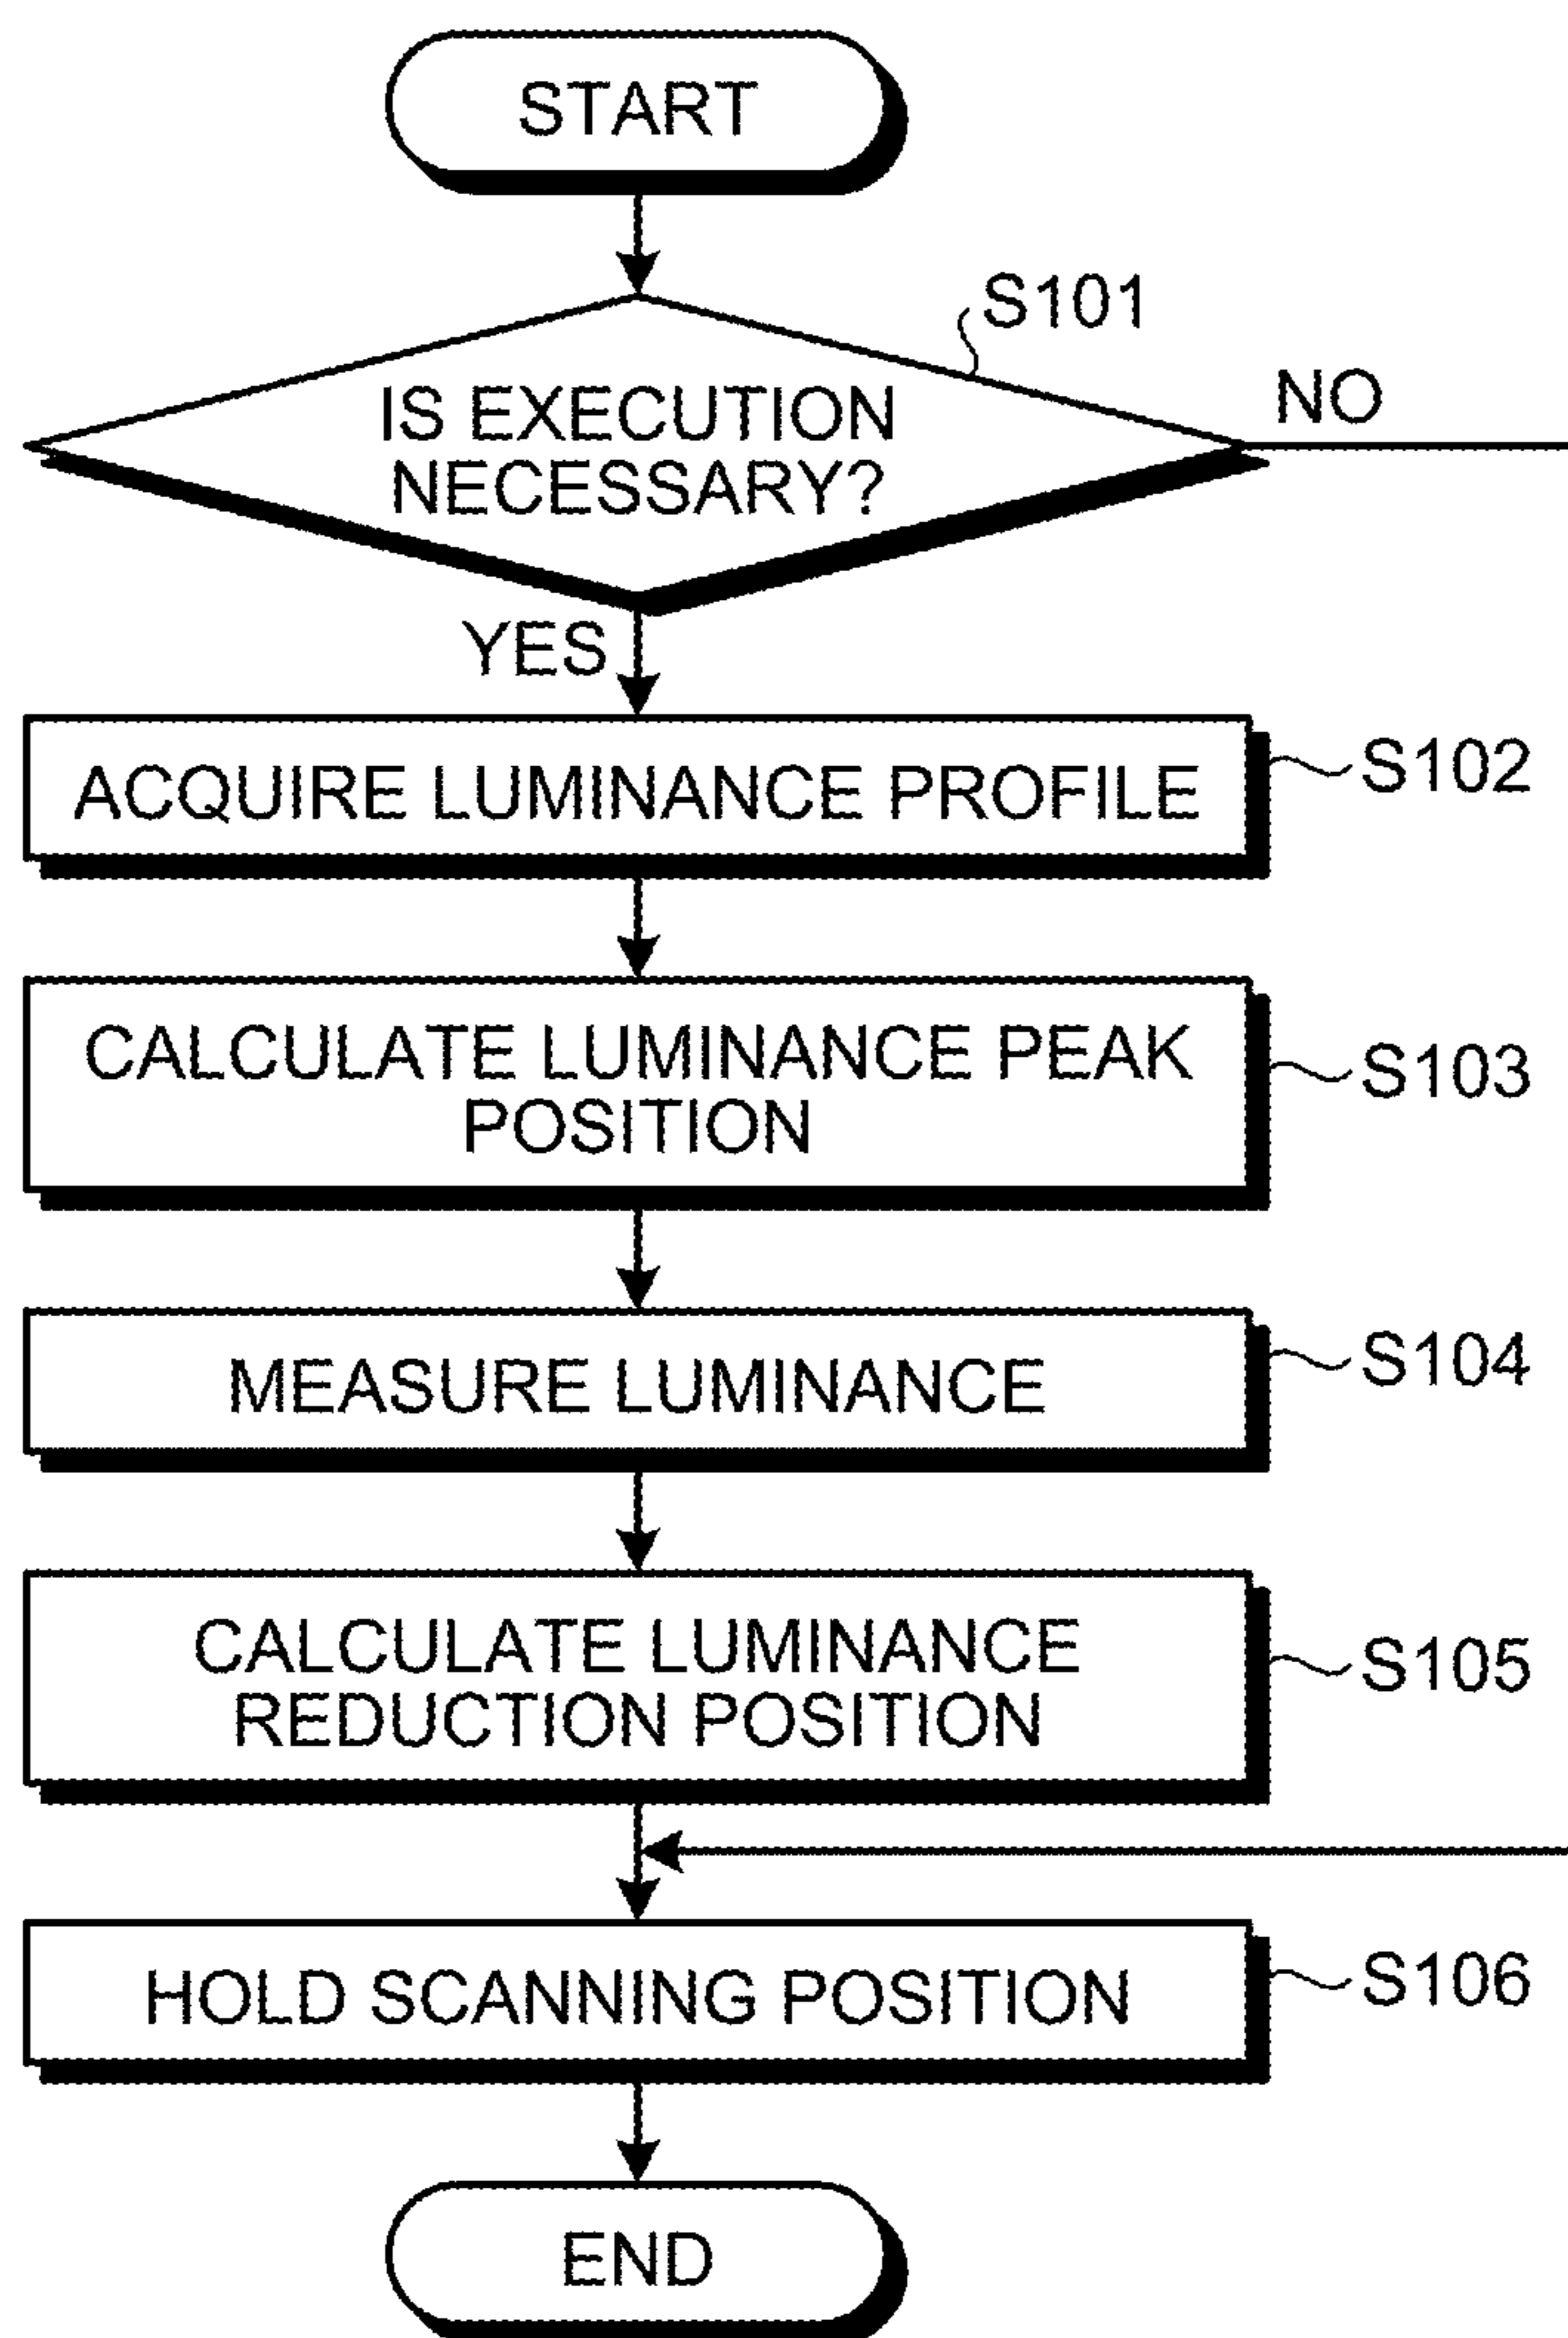 START
S101
IS EXECUTION
NECESSARY?
NO
YES
ACQUIRE LUMINANCE PROFILE
S102
CALCULATE LUMINANCE PEAK
POSITION
S103
MEASURE LUMINANCE
S104
CALCULATE LUMINANCE
REDUCTION POSITION
S105
HOLD SCANNING POSITION
S106
END